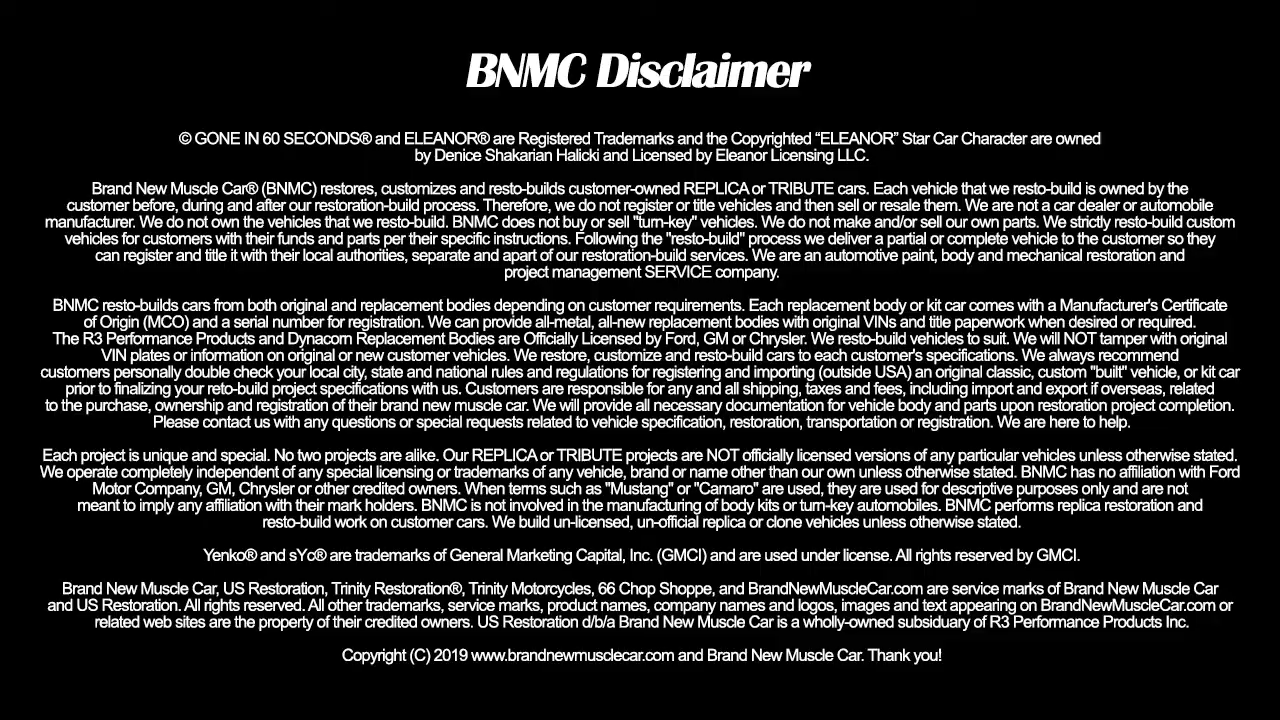 BNMC Disclaimer
© GONE IN 60 SECONDS® and ELEANOR® are Registered Trademarks and the Copyrighted “ELEANOR” Star Car Character are owned
by Denice Shakarian Halicki and Licensed by Eleanor Licensing LLC.
Brand New Muscle Car® (BNMC) restores, customizes and resto-builds customer-owned REPLICA or TRIBUTE cars. Each vehicle that we resto-build is owned by the
customer before, during and after our restoration-build process. Therefore, we do not register or title vehicles and then sell or resale them. We are not a car dealer or automobile
manufacturer. We do not own the vehicles that we resto-build. BNMC does not buy or sell "turn-key" vehicles. We do not make and/or sell our own parts. We strictly resto-build custom
vehicles for customers with their funds and parts per their specific instructions. Following the "resto-build" process we deliver a partial or complete vehicle to the customer so they
can register and title it with their local authorities, separate and apart of our restoration-build services. We are an automotive paint, body and mechanical restoration and
project management SERVICE company.
BNMC resto-builds cars from both original and replacement bodies depending on customer requirements. Each replacement body or kit car comes with a Manufacturer's Certificate
of Origin (MCO) and a serial number for registration. We can provide all-metal, all-new replacement bodies with original VINs and title paperwork when desired or required.
The R3 Performance Products and Dynacorn Replacement Bodies are Officially Licensed by Ford, GM or Chrysler. We resto-build vehicles to suit. We will NOT tamper with original
VIN plates or information on original or new customer vehicles. We restore, customize and resto-build cars to each customer's specifications. We always recommend
customers personally double check your local city, state and national rules and regulations for registering and importing (outside USA) an original classic, custom "built" vehicle, or kit car
prior to finalizing your reto-build project specifications with us. Customers are responsible for any and all shipping, taxes and fees, including import and export if overseas, related
to the purchase, ownership and registration of their brand new muscle car. We will provide all necessary documentation for vehicle body and parts upon restoration project completion.
Please contact us with any questions or special requests related to vehicle specification, restoration, transportation or registration. We are here to help.
Each project is unique and special. No two projects are alike. Our REPLICA or TRIBUTE projects are NOT officially licensed versions of any particular vehicles unless otherwise stated.
We operate completely independent of any special licensing or trademarks of any vehicle, brand or name other than our own unless otherwise stated. BNMC has no affiliation with Ford
Motor Company, GM, Chrysler or other credited owners. When terms such as "Mustang" or "Camaro" are used, they are used for descriptive purposes only and are not
meant to imply any affiliation with their mark holders. BNMC is not involved in the manufacturing of body kits or turn-key automobiles. BNMC performs replica restoration and
resto-build work on customer cars. We build un-licensed, un-official replica or clone vehicles unless otherwise stated.
Yenko® and sYc® are trademarks of General Marketing Capital, Inc. (GMCI) and are used under license. All rights reserved by GMCI.
Brand New Muscle Car, US Restoration, Trinity Restoration®, Trinity Motorcycles, 66 Chop Shoppe, and BrandNewMuscleCar.com are service marks of Brand New Muscle Car
and US Restoration. All rights reserved. All other trademarks, service marks, product names, company names and logos, images and text appearing on BrandNewMuscleCar.com or
related web sites are the property of their credited owners. US Restoration d/b/a Brand New Muscle Car is a wholly-owned subsiduary of R3 Performance Products Inc.
Copyright (C) 2019 www.brandnewmusclecar.com and Brand New Muscle Car. Thank you!